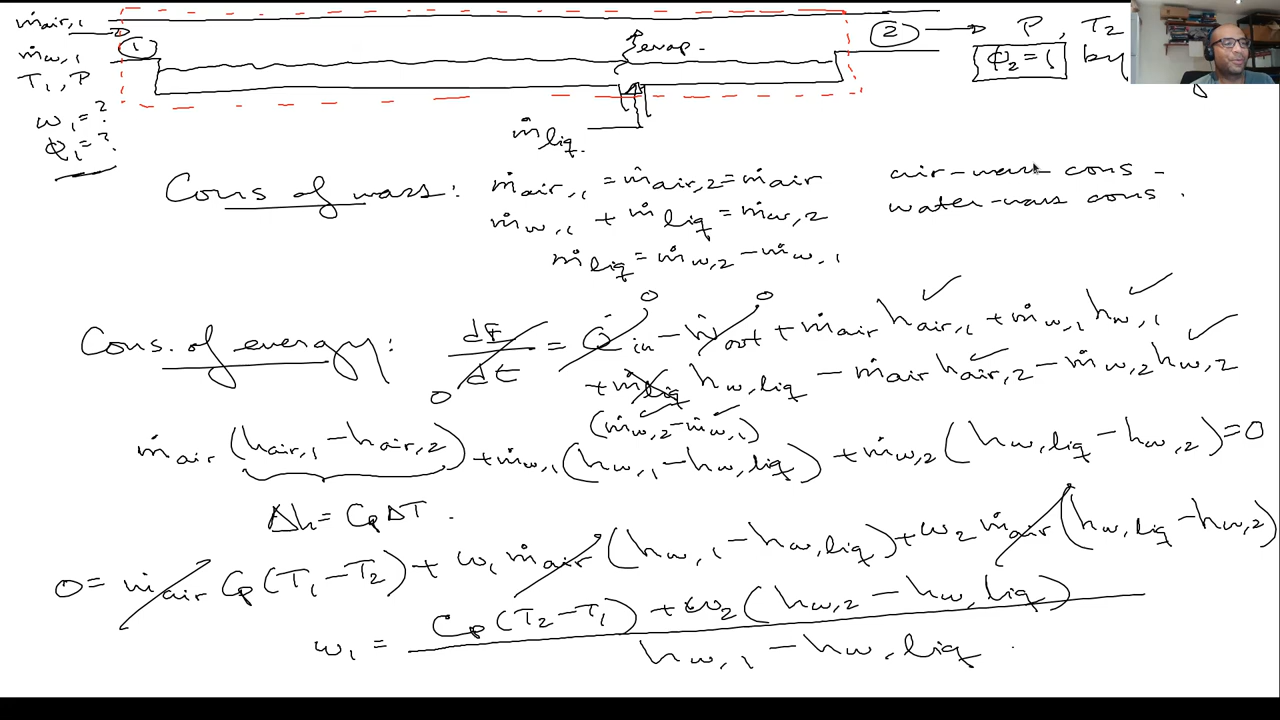 ṁair,1
ṁw,1
T1, P
ω1=?
Φ1=?
1
evap.
ṁliq.
2
P, T2
Φ2=1 by
Cons of mass: ṁair,1 = ṁair,2 = ṁair air-mass cons.
ṁw,1 + ṁliq = ṁw,2 water-mass cons.
ṁliq = ṁw,2 − ṁw,1
Cons. of energy: dE/dt = Q̇in − Ẇout + ṁair hair,1 + ṁw,1 hw,1
0 0 0
+ ṁliq hw,liq − ṁair hair,2 − ṁw,2 hw,2
(ṁw,2 − ṁw,1)
ṁair (hair,1 − hair,2) + ṁw,1 (hw,1 − hw,liq) + ṁw,2 (hw,liq − hw,2) = 0
Δh = CpΔT.
0 = ṁair Cp(T1 − T2) + ω1 ṁair (hw,1 − hw,liq) + ω2 ṁair (hw,liq − hw,2)
ω1 = Cp(T2 − T1) + ω2 (hw,2 − hw,liq)
hw,1 − hw,liq.